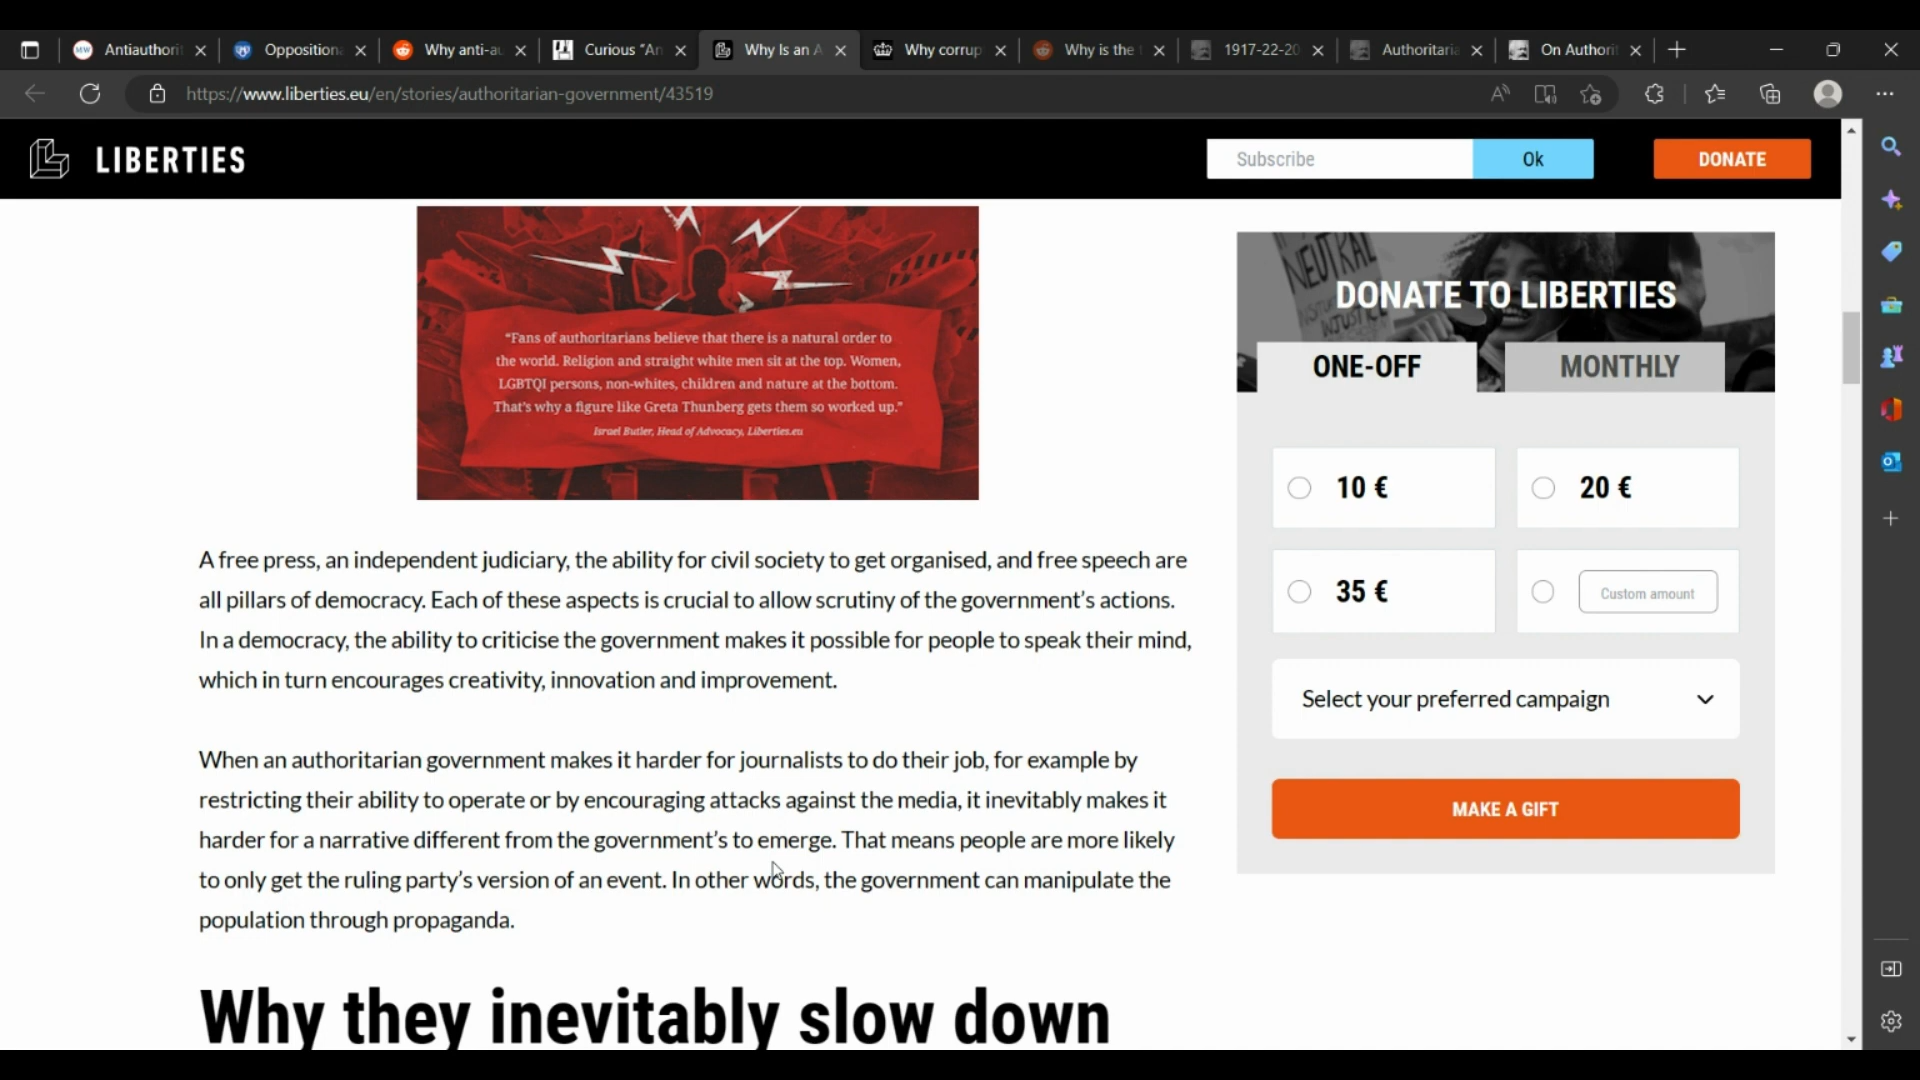 Antiauthorit
Opposition
Why anti-au
Curious "An
Why Is an A
Why corrup
Why is the
1917-22-20
Authoritaria
On Authorit
https://www.liberties.eu/en/stories/authoritarian-government/43519
LIBERTIES
Subscribe
Ok
DONATE
"Fans of authoritarians believe that there is a natural order to
the world. Religion and straight white men sit at the top. Women,
LGBTQI persons, non-whites, children and nature at the bottom.
That's why a figure like Greta Thunberg gets them so worked up."
Israel Butler, Head of Advocacy, Liberties.eu
A free press, an independent judiciary, the ability for civil society to get organised, and free speech are
all pillars of democracy. Each of these aspects is crucial to allow scrutiny of the government's actions.
In a democracy, the ability to criticise the government makes it possible for people to speak their mind,
which in turn encourages creativity, innovation and improvement.
When an authoritarian government makes it harder for journalists to do their job, for example by
restricting their ability to operate or by encouraging attacks against the media, it inevitably makes it
harder for a narrative different from the government's to emerge. That means people are more likely
to only get the ruling party's version of an event. In other words, the government can manipulate the
population through propaganda.
Why they inevitably slow down
NEUTRAL
INJUSTICE
DONATE TO LIBERTIES
ONE-OFF
MONTHLY
10 €
20 €
35 €
Custom amount
Select your preferred campaign
MAKE A GIFT